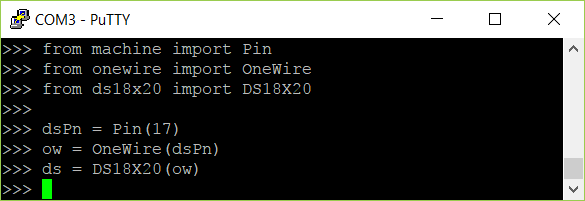 COM3 - PuTTY
>>> from machine import Pin
>>> from onewire import OneWire
>>> from ds18x20 import DS18X20
>>>
>>> dsPn = Pin(17)
>>> ow = OneWire(dsPn)
>>> ds = DS18X20(ow)
>>>